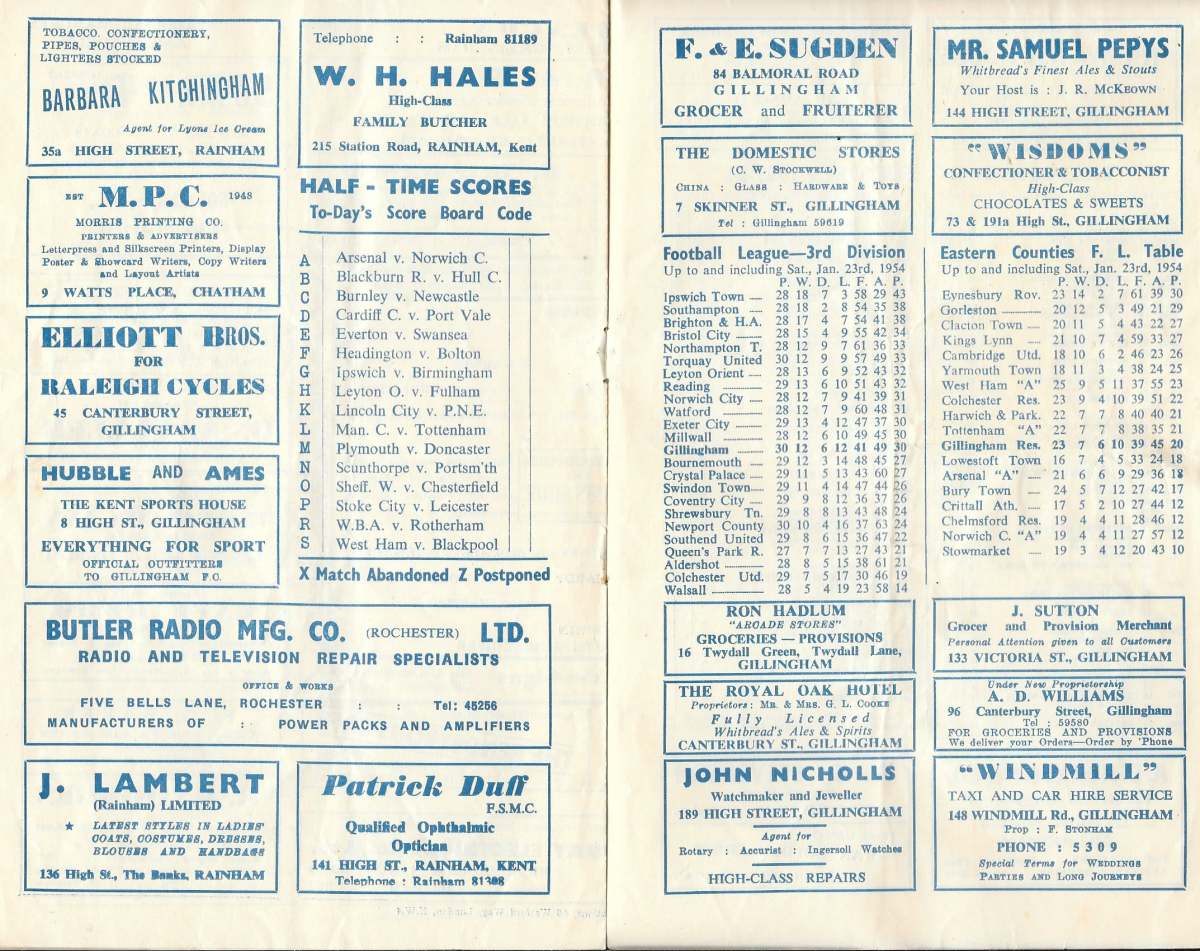 TOBACCO. CONFECTIONERY,
PIPES, POUCHES &
LIGHTERS STOCKED
BARBARA KITCHINGHAM
Agent for Lyons Ice Cream
35a HIGH STREET, RAINHAM
Telephone : : Rainham 81189
W. H. HALES
High-Class
FAMILY BUTCHER
215 Station Road, RAINHAM, Kent
EST M.P.C. 1948
MORRIS PRINTING CO.
PRINTERS & ADVERTISERS
Letterpress and Silkscreen Printers, Display
Poster & Showcard Writers, Copy Writers
and Layout Artists
9 WATTS PLACE, CHATHAM
ELLIOTT BROS.
FOR
RALEIGH CYCLES
45 CANTERBURY STREET,
GILLINGHAM
HUBBLE AND AMES
THE KENT SPORTS HOUSE
8 HIGH ST., GILLINGHAM
EVERYTHING FOR SPORT
OFFICIAL OUTFITTERS
TO GILLINGHAM F.C.
HALF - TIME SCORES
To-Day's Score Board Code
A Arsenal v. Norwich C.
B Blackburn R. v. Hull C.
C Burnley v. Newcastle
D Cardiff C. v. Port Vale
E Everton v. Swansea
F Headington v. Bolton
G Ipswich v. Birmingham
H Leyton O. v. Fulham
K Lincoln City v. P.N.E.
L Man. C. v. Tottenham
M Plymouth v. Doncaster
N Scunthorpe v. Portsm'th
O Sheff. W. v. Chesterfield
P Stoke City v. Leicester
R W.B.A. v. Rotherham
S West Ham v. Blackpool
X Match Abandoned Z Postponed
BUTLER RADIO MFG. CO. (ROCHESTER) LTD.
RADIO AND TELEVISION REPAIR SPECIALISTS
OFFICE & WORKS
FIVE BELLS LANE, ROCHESTER : : Tel: 45256
MANUFACTURERS OF : POWER PACKS AND AMPLIFIERS
J. LAMBERT
(Rainham) LIMITED
★ LATEST STYLES IN LADIES'
COATS, COSTUMES, DRESSES,
BLOUSES AND HANDBAGS
136 High St., The Banks, RAINHAM
Patrick Duff
F.S.M.C.
Qualified Ophthalmic
Optician
141 HIGH ST., RAINHAM, KENT
Telephone : Rainham 81398
F. & E. SUGDEN
84 BALMORAL ROAD
GILLINGHAM
GROCER and FRUITERER
MR. SAMUEL PEPYS
Whitbread's Finest Ales & Stouts
Your Host is : J. R. McKEOWN
144 HIGH STREET, GILLINGHAM
THE DOMESTIC STORES
(C. W. STOCKWELL)
CHINA : GLASS : HARDWARE & TOYS
7 SKINNER ST., GILLINGHAM
Tel : Gillingham 59619
"WISDOMS"
CONFECTIONER & TOBACCONIST
High-Class
CHOCOLATES & SWEETS
73 & 191a High St., GILLINGHAM
Football League—3rd Division
Up to and including Sat., Jan. 23rd, 1954
P. W. D. L. F. A. P.
Ipswich Town 28 18 7 3 58 29 43
Southampton 28 18 2 8 54 35 38
Brighton & H.A. 28 17 4 7 54 41 38
Bristol City 28 15 4 9 55 42 34
Northampton T. 28 12 9 7 61 36 33
Torquay United 30 12 9 9 57 49 33
Leyton Orient 28 13 6 9 52 43 32
Reading 29 13 6 10 51 43 32
Norwich City 28 12 7 9 41 39 31
Watford 28 12 7 9 60 48 31
Exeter City 29 13 4 12 47 37 30
Millwall 28 12 6 10 49 45 30
Gillingham 30 12 6 12 41 49 30
Bournemouth 29 12 3 14 48 45 27
Crystal Palace 29 11 5 13 43 60 27
Swindon Town 29 11 4 14 47 44 26
Coventry City 29 9 8 12 36 37 26
Shrewsbury Tn. 29 8 8 13 43 48 24
Newport County 30 10 4 16 37 63 24
Southend United 29 8 6 15 36 47 22
Queen's Park R. 27 7 7 13 27 43 21
Aldershot 28 8 5 15 38 61 21
Colchester Utd. 29 7 5 17 30 46 19
Walsall 28 5 4 19 23 58 14
Eastern Counties F. L. Table
Up to and including Sat., Jan. 23rd, 1954
P. W. D. L. F. A. P.
Eynesbury Rov. 23 14 2 7 61 39 30
Gorleston 20 12 5 3 49 21 29
Clacton Town 20 11 5 4 43 22 27
Kings Lynn 21 10 7 4 59 33 27
Cambridge Utd. 18 10 6 2 46 23 26
Yarmouth Town 18 11 3 4 38 24 25
West Ham "A" 25 9 5 11 37 55 23
Colchester Res. 23 9 4 10 39 51 22
Harwich & Park. 22 7 7 8 40 40 21
Tottenham "A" 22 7 7 8 38 35 21
Gillingham Res. 23 7 6 10 39 45 20
Lowestoft Town 16 7 4 5 33 24 18
Arsenal "A" 21 6 6 9 29 36 18
Bury Town 24 5 7 12 27 42 17
Crittall Ath. 17 5 2 10 27 44 12
Chelmsford Res. 19 4 4 11 28 46 12
Norwich C. "A" 19 4 4 11 27 57 12
Stowmarket 19 3 4 12 20 43 10
RON HADLUM
"ARCADE STORES"
GROCERIES — PROVISIONS
16 Twydall Green, Twydall Lane,
GILLINGHAM
J. SUTTON
Grocer and Provision Merchant
Personal Attention given to all Customers
133 VICTORIA ST., GILLINGHAM
THE ROYAL OAK HOTEL
Proprietors: MR. & MRS. G. L. COOKE
Fully Licensed
Whitbread's Ales & Spirits
CANTERBURY ST., GILLINGHAM
Under New Proprietorship
A. D. WILLIAMS
96 Canterbury Street, Gillingham
Tel : 59580
FOR GROCERIES AND PROVISIONS
We deliver your Orders—Order by 'Phone
JOHN NICHOLLS
Watchmaker and Jeweller
189 HIGH STREET, GILLINGHAM
Agent for
Rotary : Accurist : Ingersoll Watches
HIGH-CLASS REPAIRS
"WINDMILL"
TAXI AND CAR HIRE SERVICE
148 WINDMILL Rd., GILLINGHAM
Prop : F. STONHAM
PHONE : 5309
Special Terms for WEDDINGS
PARTIES AND LONG JOURNEYS